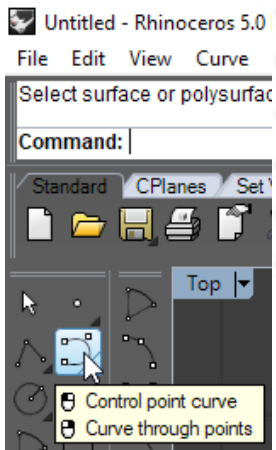 Untitled - Rhinoceros 5.0
File Edit View Curve
Select surface or polysurfac
Command:
Standard CPlanes Set
Top
Control point curve
Curve through points